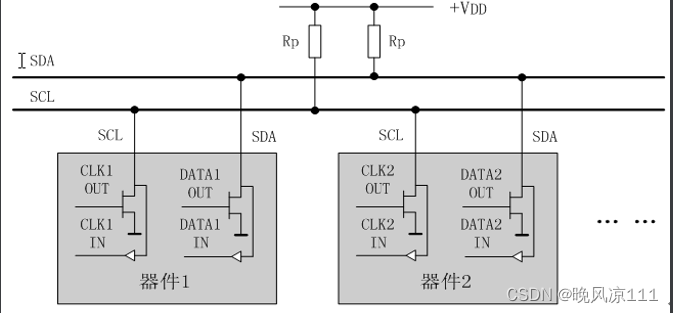 +VDD
Rp
Rp
SDA
SCL
SCL
SDA
SCL
SDA
CLK1
OUT
DATA1
OUT
CLK2
OUT
DATA2
OUT
CLK1
IN
DATA1
IN
CLK2
IN
DATA2
IN
… …
器件1
器件2
CSDN @晚风凉111